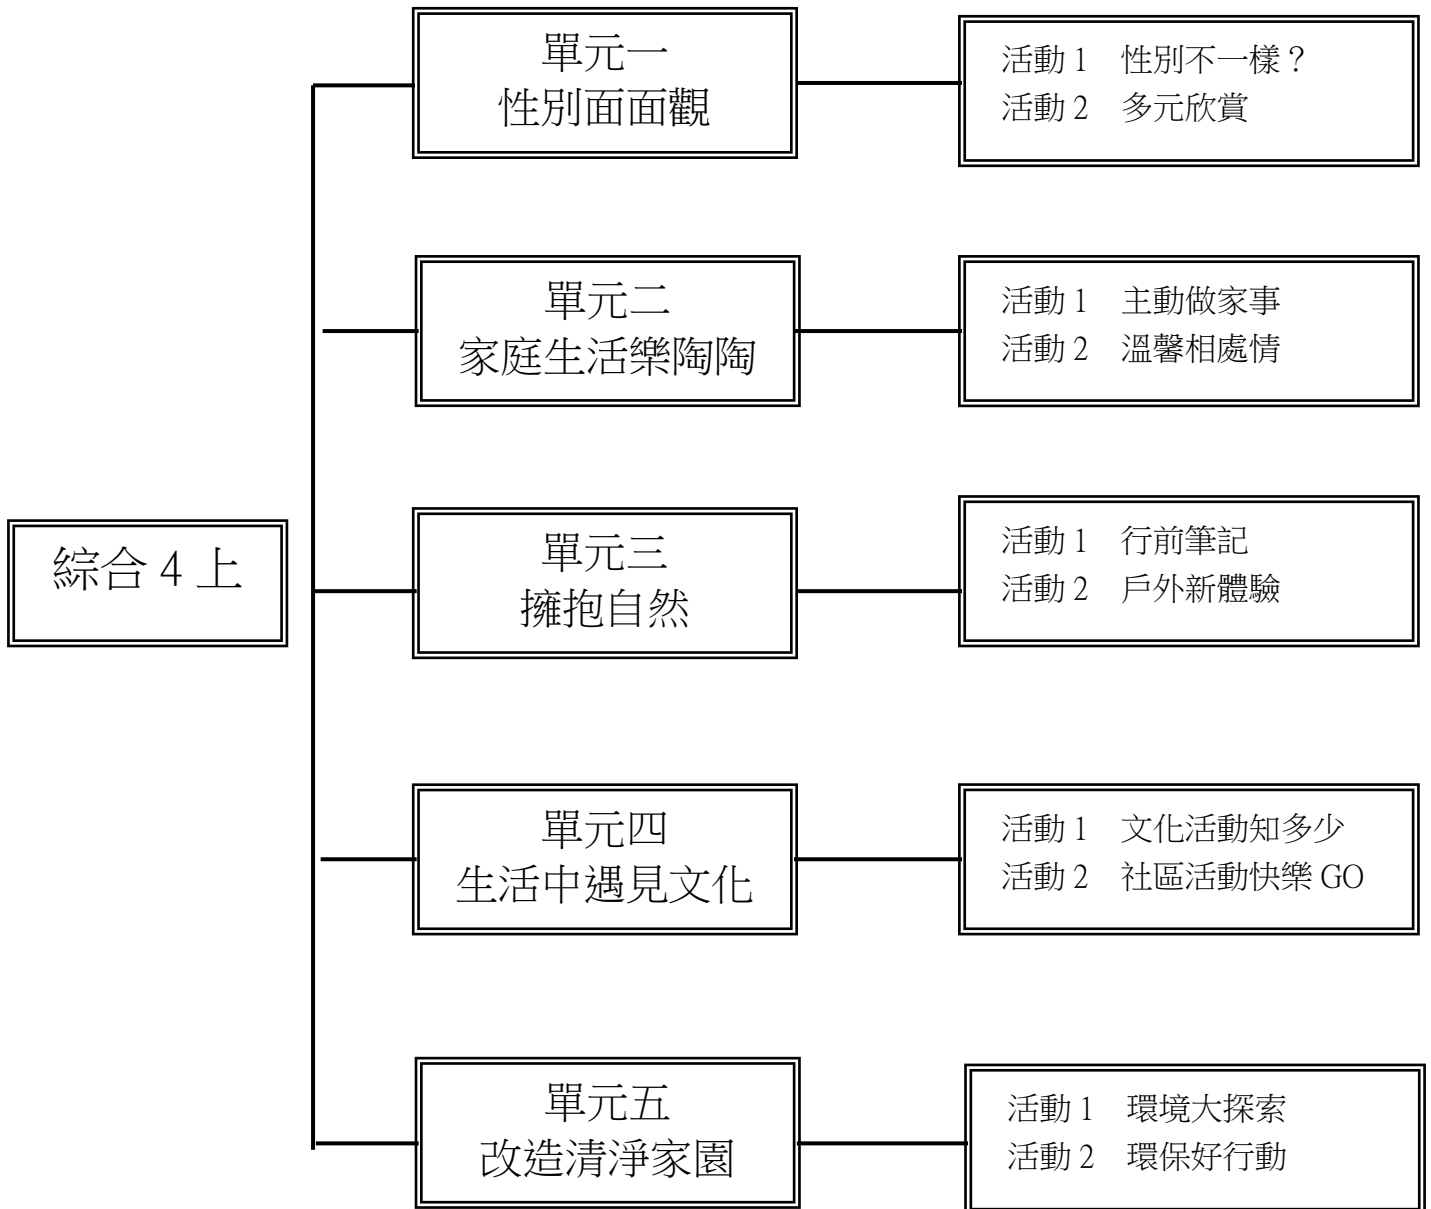 單元一
性別面面觀
活動 1　性別不一樣？
活動 2　多元欣賞
單元二
家庭生活樂陶陶
活動 1　主動做家事
活動 2　溫馨相處情
綜合 4 上
單元三
擁抱自然
活動 1　行前筆記
活動 2　戶外新體驗
單元四
生活中遇見文化
活動 1　文化活動知多少
活動 2　社區活動快樂 GO
單元五
改造清淨家園
活動 1　環境大探索
活動 2　環保好行動